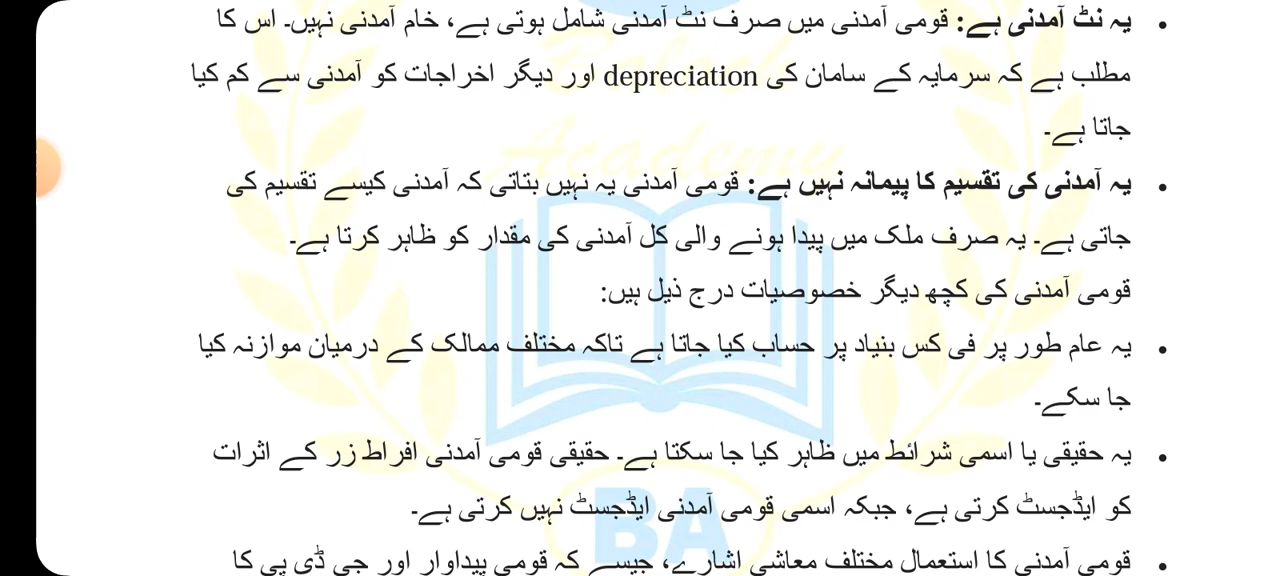 • یہ نٹ آمدنی ہے: قومی آمدنی میں صرف نٹ آمدنی شامل ہوتی ہے، خام آمدنی نہیں۔ اس کا
مطلب ہے کہ سرمایہ کے سامان کی depreciation اور دیگر اخراجات کو آمدنی سے کم کیا
جاتا ہے۔
• یہ آمدنی کی تقسیم کا پیمانہ نہیں ہے: قومی آمدنی یہ نہیں بتاتی کہ آمدنی کیسے تقسیم کی
جاتی ہے۔ یہ صرف ملک میں پیدا ہونے والی کل آمدنی کی مقدار کو ظاہر کرتا ہے۔
قومی آمدنی کی کچھ دیگر خصوصیات درج ذیل ہیں:
• یہ عام طور پر فی کس بنیاد پر حساب کیا جاتا ہے تاکہ مختلف ممالک کے درمیان موازنہ کیا
جا سکے۔
• یہ حقیقی یا اسمی شرائط میں ظاہر کیا جا سکتا ہے۔ حقیقی قومی آمدنی افراط زر کے اثرات
کو ایڈجسٹ کرتی ہے، جبکہ اسمی قومی آمدنی ایڈجسٹ نہیں کرتی ہے۔
• قومی آمدنی کا استعمال مختلف معاشی اشارے، جیسے کہ قومی پیداوار اور جی ڈی پی کا
Academy
BA